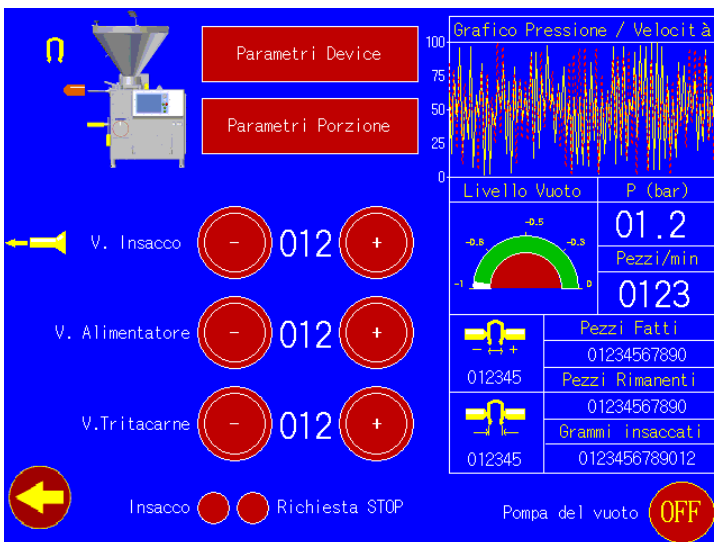 Parametri Device
Parametri Porzione
Grafico Pressione / Velocità
100
75
50
25
0
V. Insacco
-
012
+
V. Alimentatore
-
012
+
V.Tritacarne
-
012
+
Livello Vuoto
-1
-0.8
-0.5
-0.3
0
P (bar)
01.2
Pezzi/min
0123
- +
012345
012345
Pezzi Fatti
01234567890
Pezzi Rimanenti
01234567890
Grammi insaccati
0123456789012
Insacco
Richiesta STOP
Pompa del vuoto
OFF